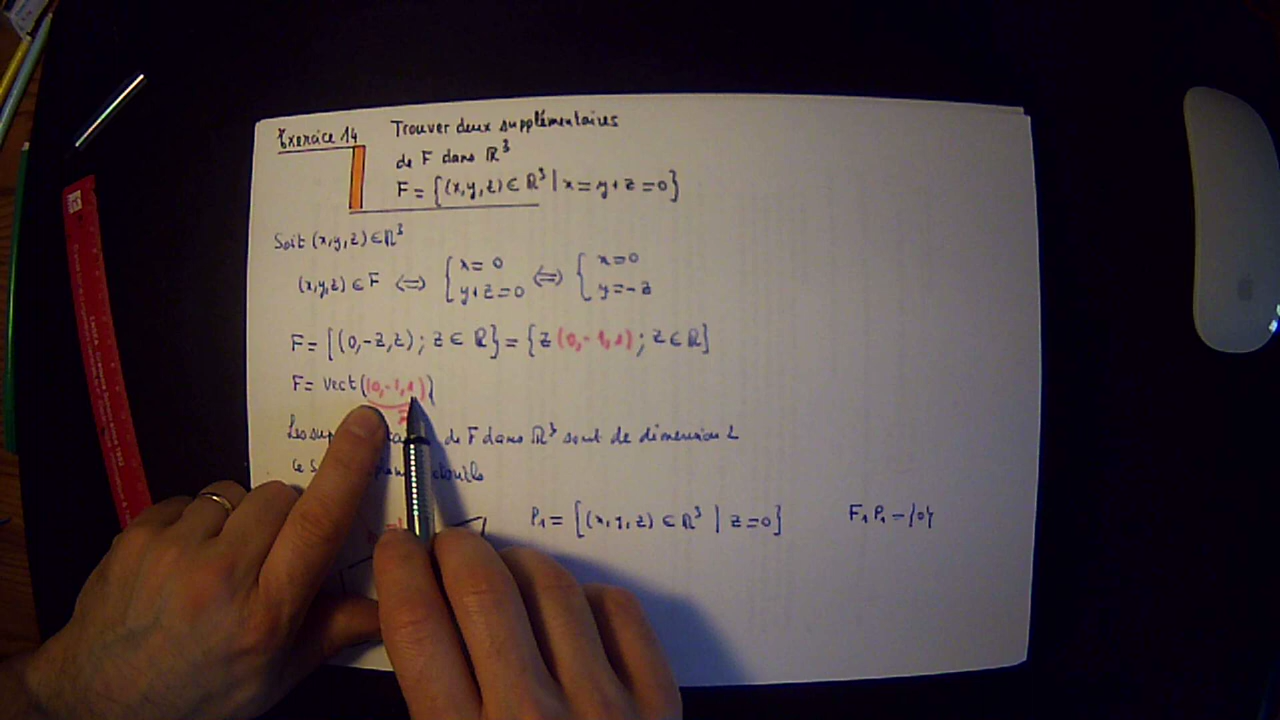 Exercice 14
Trouver deux supplémentaires
de F dans ℝ³
F = {(x,y,z) ∈ ℝ³ | x = y + z = 0}
Soit (x,y,z) ∈ ℝ³
(x,y,z) ∈ F ⇔ { x = 0 ⇔ { x = 0
y + z = 0 y = -z
F = {(0,-z,z) ; z ∈ ℝ} = {z (0,-1,1) ; z ∈ ℝ}
F = Vect((0,-1,1))
de F dans ℝ³ sont de dimension 2
P₁ = {(x,y,z) ∈ ℝ³ | z = 0} F ∩ P₁ = {0}